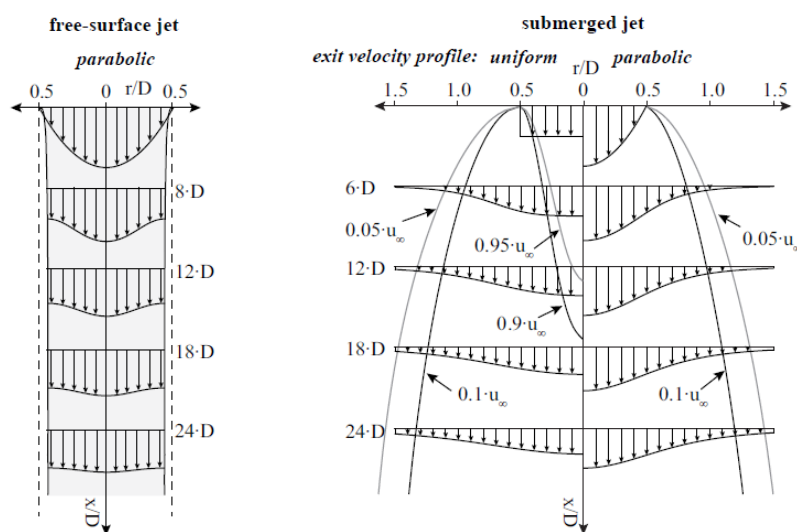 free-surface jet
parabolic
0.5 0 r/D 0.5
8·D
12·D
18·D
24·D
x/D
submerged jet
exit velocity profile: uniform r/D parabolic
1.5 1.0 0.5 0 0.5 1.0 1.5
6·D
0.05·u∞
0.95·u∞
0.05·u∞
12·D
0.9·u∞
18·D
0.1·u∞
0.1·u∞
24·D
x/D